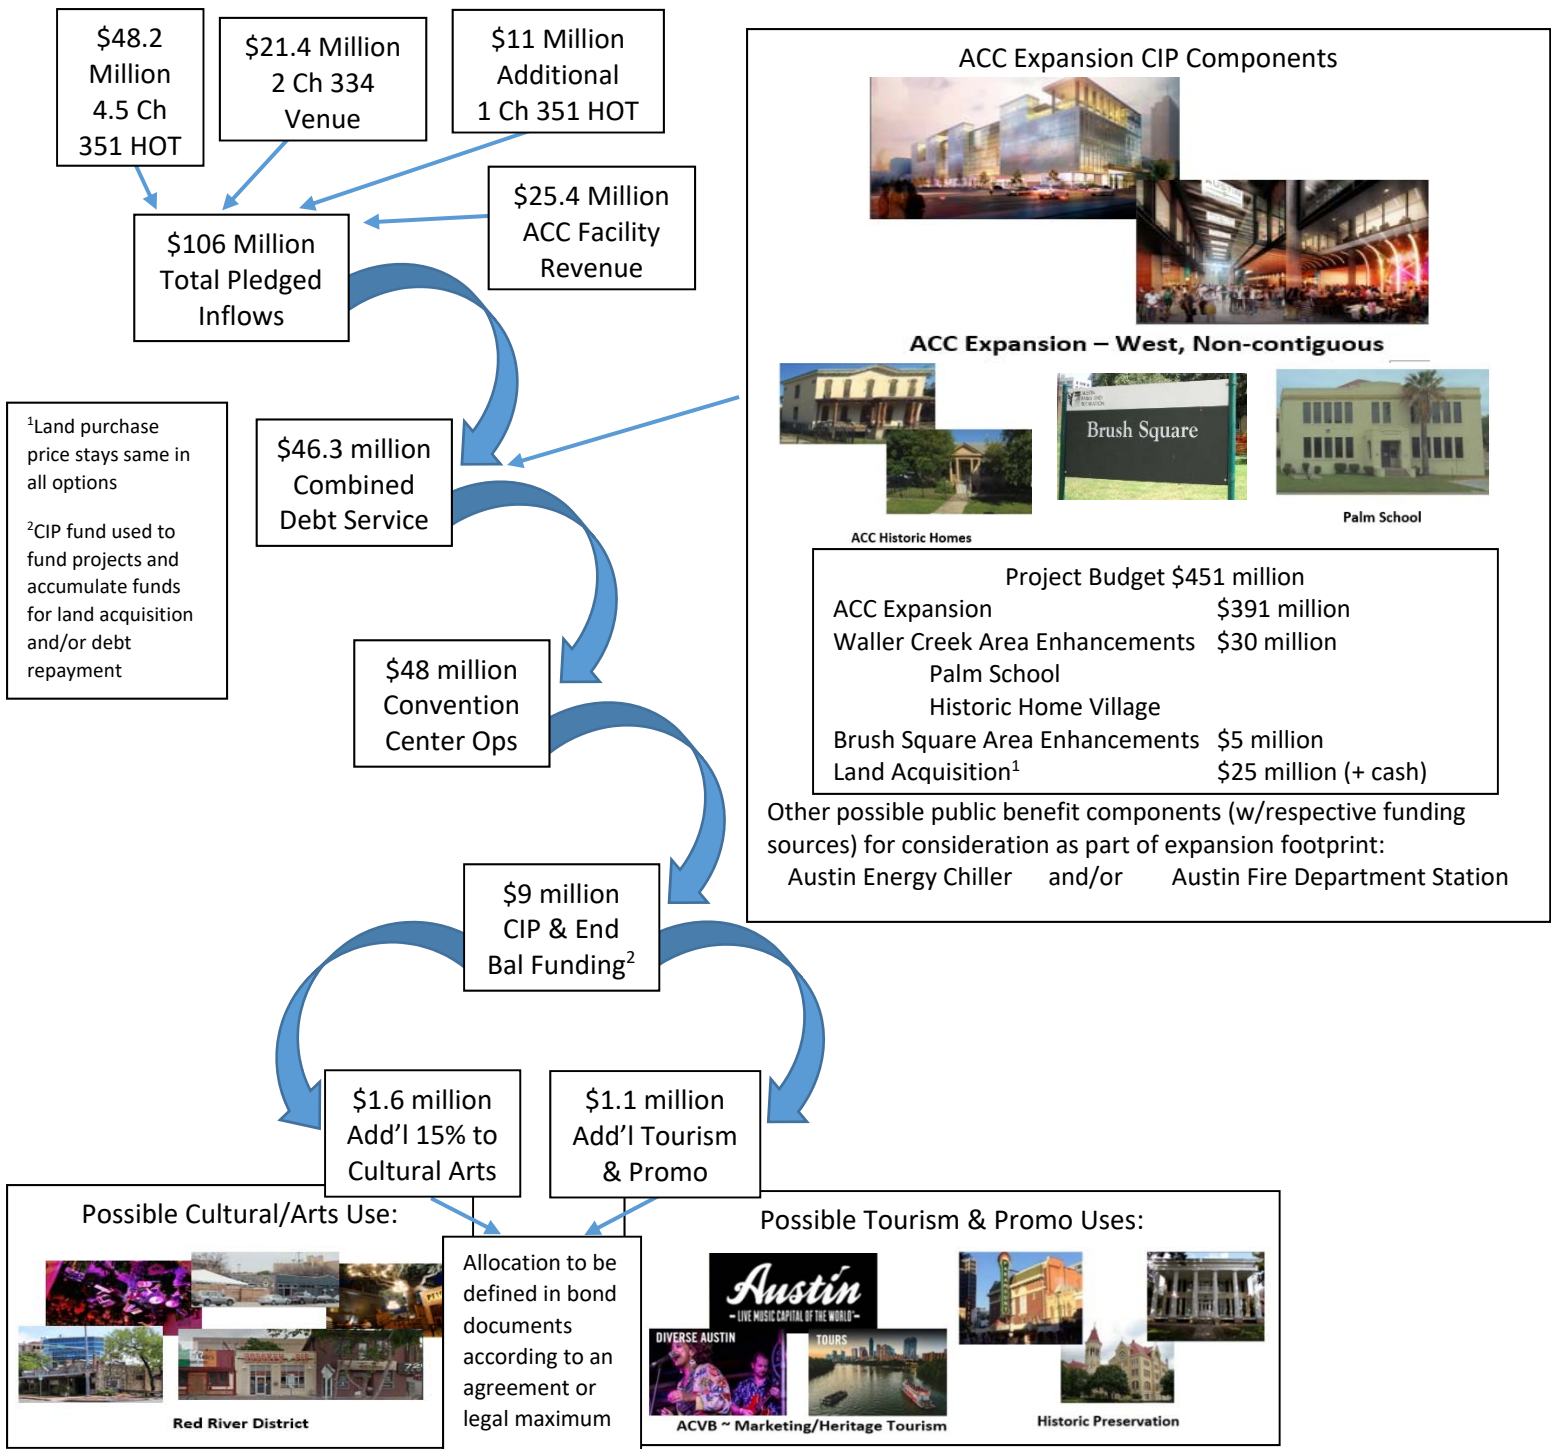 $48.2
Million
4.5 Ch
351 HOT
$21.4 Million
2 Ch 334
Venue
$11 Million
Additional
1 Ch 351 HOT
$25.4 Million
ACC Facility
Revenue
$106 Million
Total Pledged
Inflows
¹Land purchase
price stays same in
all options
²CIP fund used to
fund projects and
accumulate funds
for land acquisition
and/or debt
repayment
$46.3 million
Combined
Debt Service
$48 million
Convention
Center Ops
$9 million
CIP & End
Bal Funding²
$1.6 million
Add’l 15% to
Cultural Arts
$1.1 million
Add’l Tourism
& Promo
ACC Expansion CIP Components
AUSTIN
ACC Expansion – West, Non-contiguous
Brush Square
ACC Historic Homes
Palm School
Project Budget $451 million
ACC Expansion $391 million
Waller Creek Area Enhancements $30 million
Palm School
Historic Home Village
Brush Square Area Enhancements $5 million
Land Acquisition¹ $25 million (+ cash)
Other possible public benefit components (w/respective funding
sources) for consideration as part of expansion footprint:
Austin Energy Chiller and/or Austin Fire Department Station
Possible Cultural/Arts Use:
Red River District
Allocation to be
defined in bond
documents
according to an
agreement or
legal maximum
Possible Tourism & Promo Uses:
Austin
– LIVE MUSIC CAPITAL OF THE WORLD –
DIVERSE AUSTIN
TOURS
ACVB ~ Marketing/Heritage Tourism
Historic Preservation